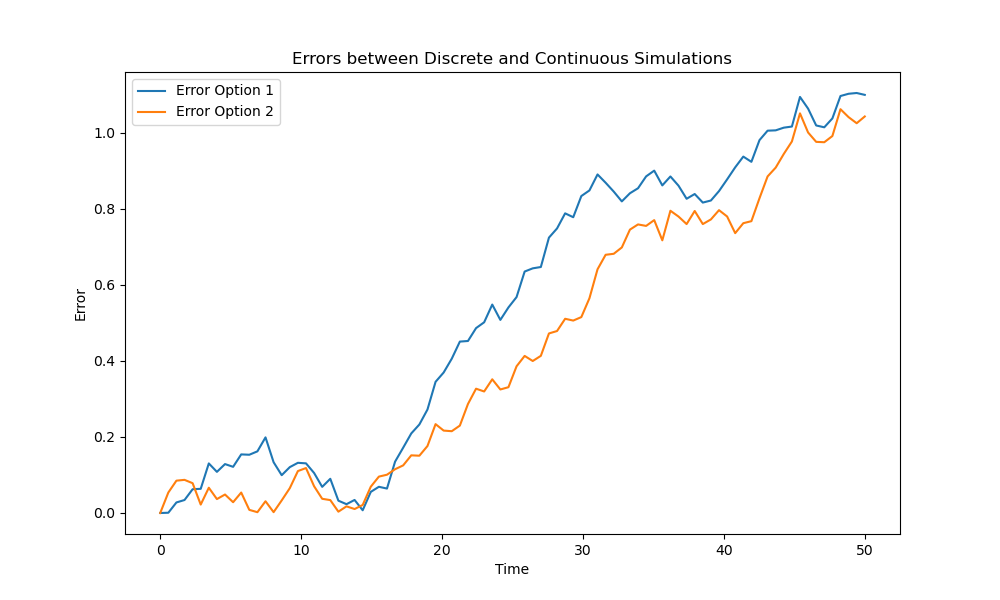 Errors between Discrete and Continuous Simulations
Error Option 1
Error Option 2
1.0
0.8
0.6
0.4
0.2
0.0
Error
0 10 20 30 40 50
Time